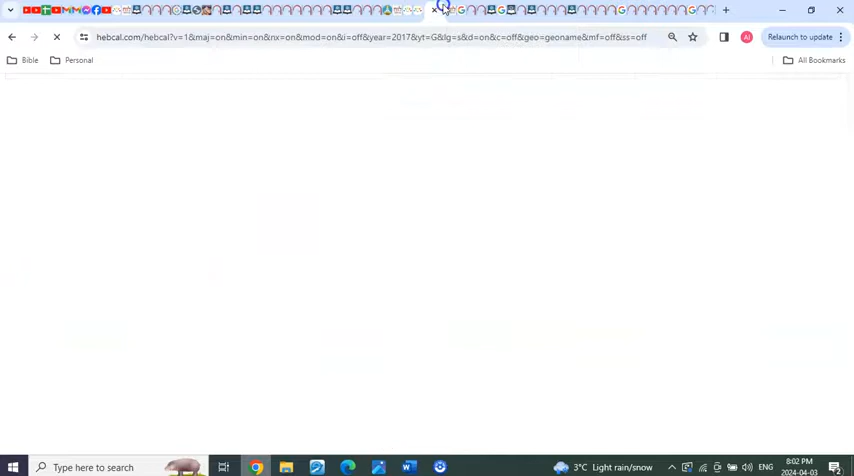 hebcal.com/hebcal?v=1&maj=on&min=on&nx=on&mod=on&i=off&year=2017&yt=G&lg=s&d=on&c=off&geo=geoname&mf=off&ss=off
AI
Relaunch to update
Bible
Personal
All Bookmarks
Type here to search
3°C Light rain/snow
ENG
8:02 PM
2024-04-03
2